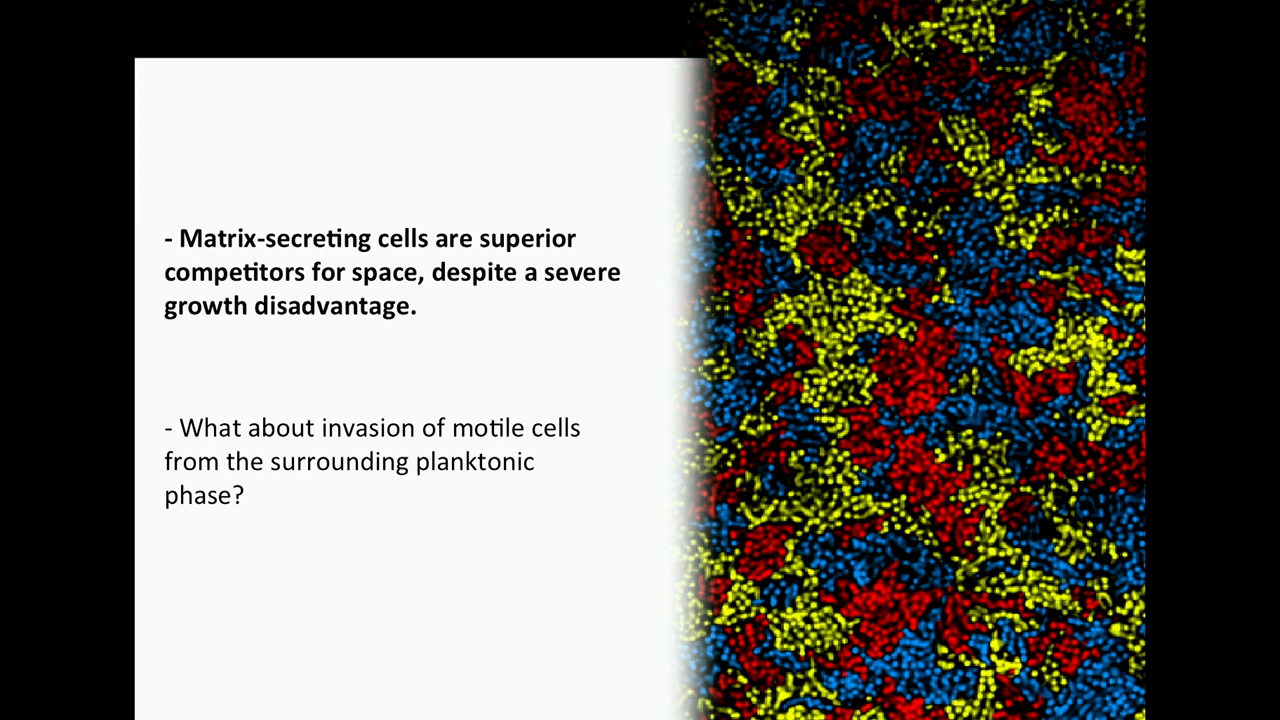 - Matrix-secreting cells are superior
competitors for space, despite a severe
growth disadvantage.
- What about invasion of motile cells
from the surrounding planktonic
phase?